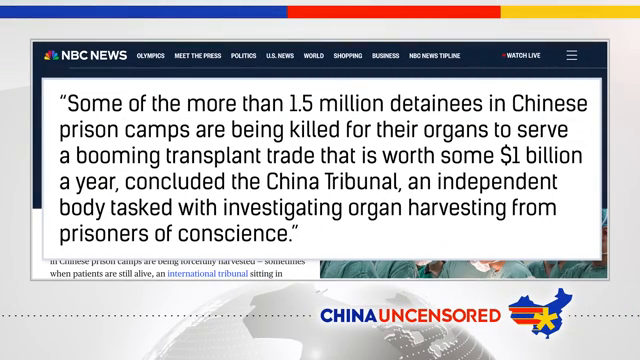 NBC NEWS OLYMPICS MEET THE PRESS POLITICS U.S. NEWS WORLD SHOPPING BUSINESS NBC NEWS TIPLINE WATCH LIVE
“Some of the more than 1.5 million detainees in Chinese
prison camps are being killed for their organs to serve
a booming transplant trade that is worth some $1 billion
a year, concluded the China Tribunal, an independent
body tasked with investigating organ harvesting from
prisoners of conscience.”
in Chinese prison camps are being forcefully harvested — sometimes
when patients are still alive, an international tribunal sitting in
CHINA UNCENSORED